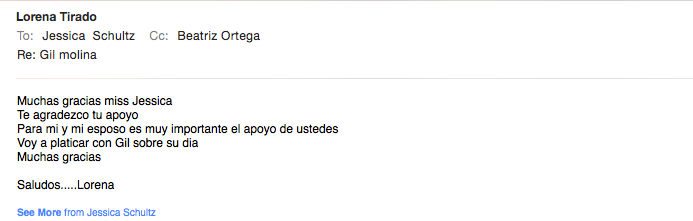 Lorena Tirado
To: Jessica Schultz Cc: Beatriz Ortega
Re: Gil molina
Muchas gracias miss Jessica
Te agradezco tu apoyo
Para mi y mi esposo es muy importante el apoyo de ustedes
Voy a platicar con Gil sobre su dia
Muchas gracias
Saludos.....Lorena
See More from Jessica Schultz